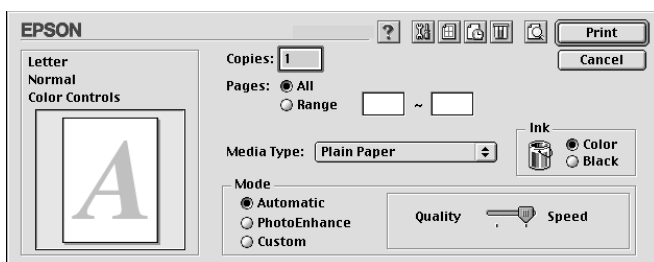 EPSON
?
Print
Cancel
Letter
Normal
Color Controls
A
Copies: 1
Pages: All
Range ~
Media Type: Plain Paper
Ink
Color
Black
Mode
Automatic
PhotoEnhance
Custom
Quality Speed